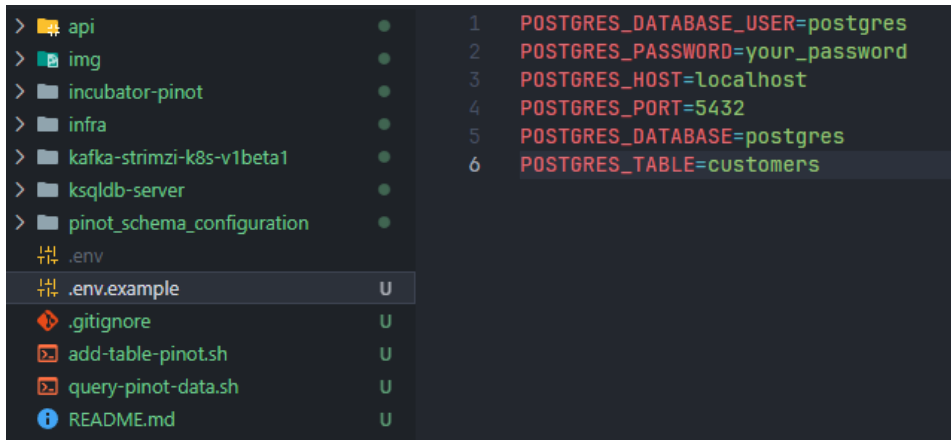 api
img
incubator-pinot
infra
kafka-strimzi-k8s-v1beta1
ksqldb-server
pinot_schema_configuration
.env
.env.example U
.gitignore U
add-table-pinot.sh U
query-pinot-data.sh U
README.md U
1 POSTGRES_DATABASE_USER=postgres
2 POSTGRES_PASSWORD=your_password
3 POSTGRES_HOST=localhost
4 POSTGRES_PORT=5432
5 POSTGRES_DATABASE=postgres
6 POSTGRES_TABLE=customers